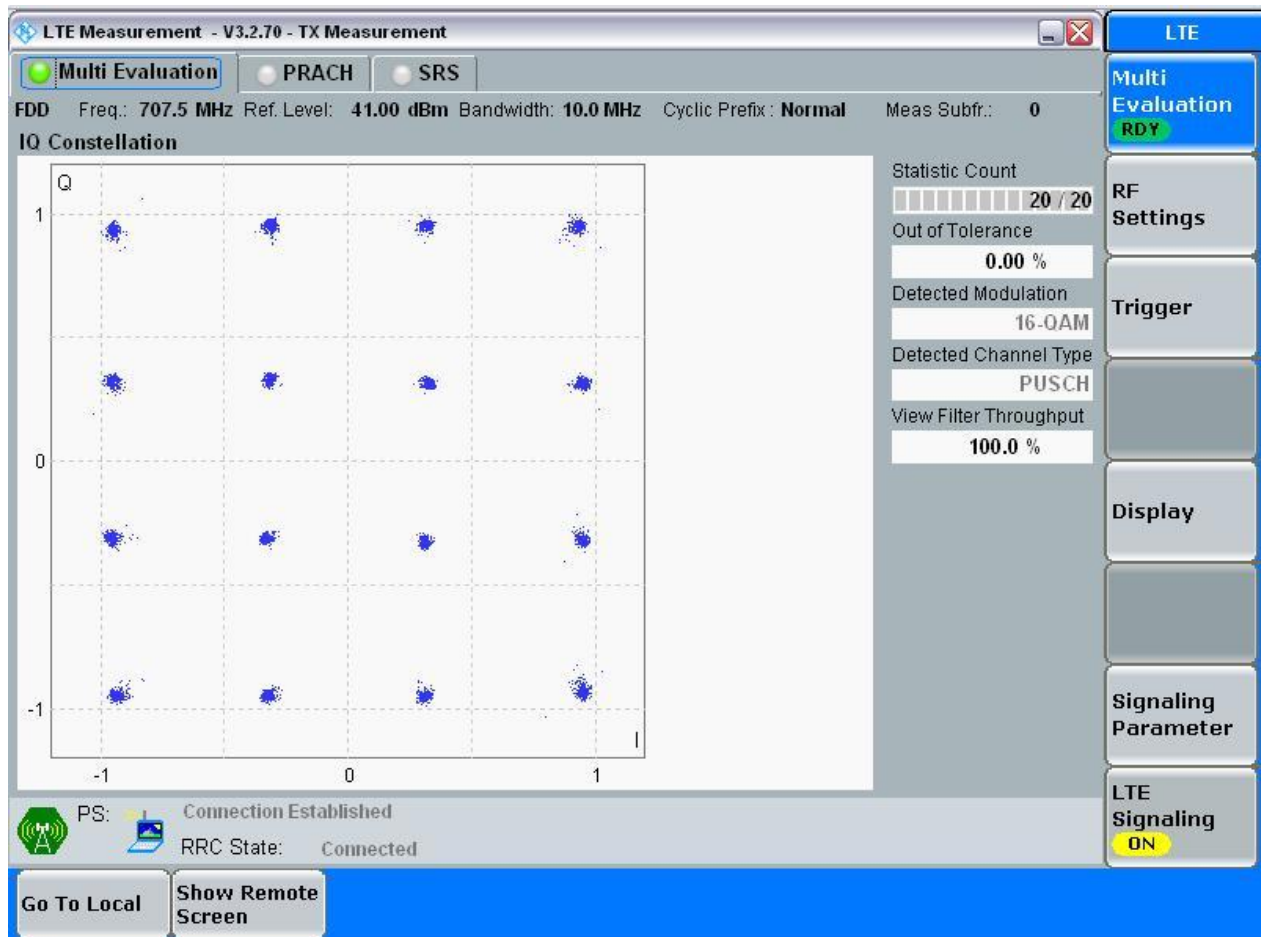 LTE Measurement - V3.2.70 - TX Measurement
LTE
Multi Evaluation PRACH SRS
FDD Freq.: 707.5 MHz Ref. Level: 41.00 dBm Bandwidth: 10.0 MHz Cyclic Prefix : Normal Meas Subfr.: 0
IQ Constellation
Q
1
0
-1
I
-1 0 1
Statistic Count
20 / 20
Out of Tolerance
0.00 %
Detected Modulation
16-QAM
Detected Channel Type
PUSCH
View Filter Throughput
100.0 %
Multi
Evaluation
RDY
RF
Settings
Trigger
Display
Signaling
Parameter
LTE
Signaling
ON
PS: Connection Established
RRC State: Connected
Go To Local
Show Remote
Screen